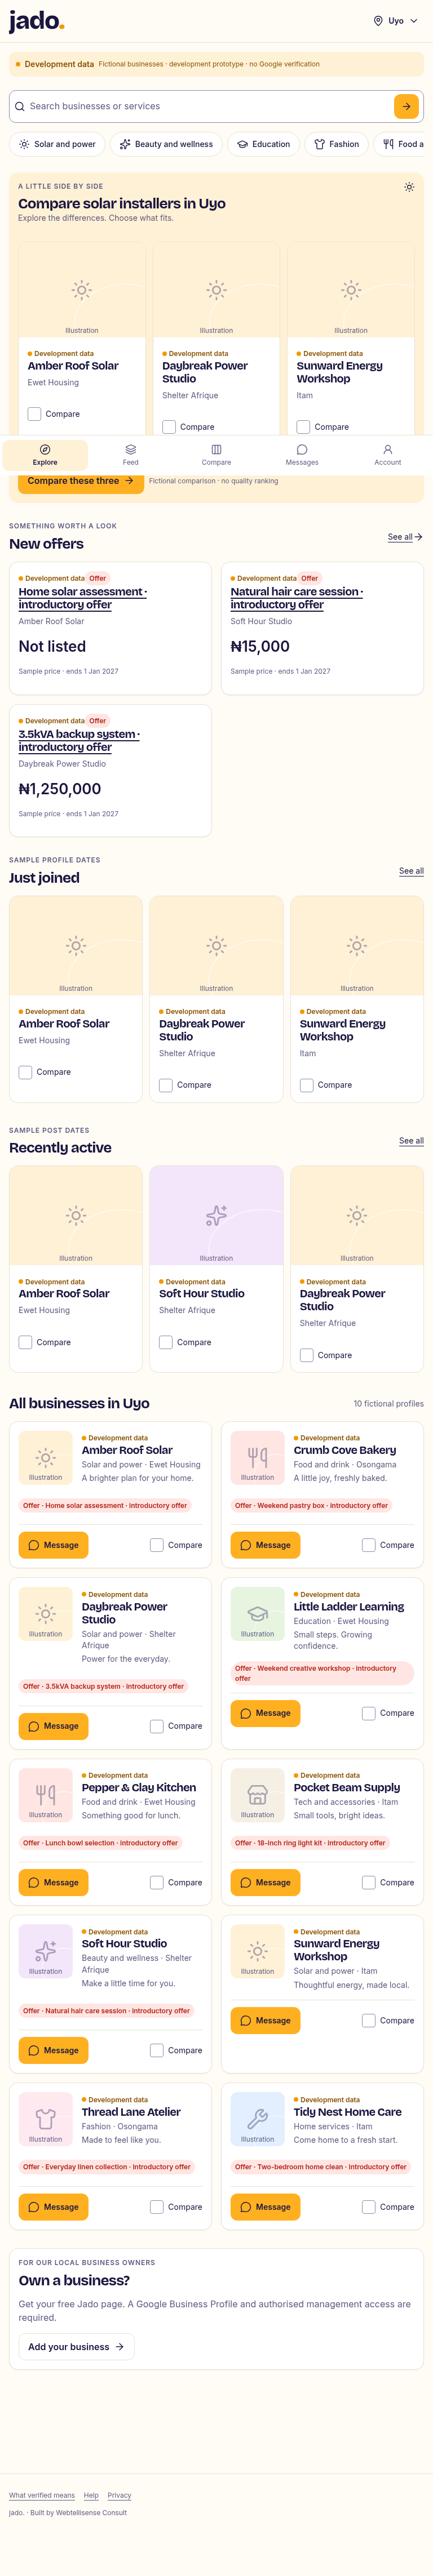 jado.
Uyo
Development data Fictional businesses · development prototype · no Google verification
Search businesses or services
Solar and power
Beauty and wellness
Education
Fashion
Food a
A LITTLE SIDE BY SIDE
Compare solar installers in Uyo
Explore the differences. Choose what fits.
Illustration
Development data
Amber Roof Solar
Ewet Housing
Compare
Illustration
Development data
Daybreak Power
Studio
Shelter Afrique
Compare
Illustration
Development data
Sunward Energy
Workshop
Itam
Compare
Explore
Feed
Compare
Messages
Account
Compare these three
Fictional comparison · no quality ranking
SOMETHING WORTH A LOOK
New offers
See all
Development data Offer
Home solar assessment ·
introductory offer
Amber Roof Solar
Not listed
Sample price · ends 1 Jan 2027
Development data Offer
Natural hair care session ·
introductory offer
Soft Hour Studio
₦15,000
Sample price · ends 1 Jan 2027
Development data Offer
3.5kVA backup system ·
introductory offer
Daybreak Power Studio
₦1,250,000
Sample price · ends 1 Jan 2027
SAMPLE PROFILE DATES
Just joined
See all
Illustration
Development data
Amber Roof Solar
Ewet Housing
Compare
Illustration
Development data
Daybreak Power
Studio
Shelter Afrique
Compare
Illustration
Development data
Sunward Energy
Workshop
Itam
Compare
SAMPLE POST DATES
Recently active
See all
Illustration
Development data
Amber Roof Solar
Ewet Housing
Compare
Illustration
Development data
Soft Hour Studio
Shelter Afrique
Compare
Illustration
Development data
Daybreak Power
Studio
Shelter Afrique
Compare
All businesses in Uyo
10 fictional profiles
Illustration
Development data
Amber Roof Solar
Solar and power · Ewet Housing
A brighter plan for your home.
Offer · Home solar assessment · introductory offer
Message
Compare
Illustration
Development data
Crumb Cove Bakery
Food and drink · Osongama
A little joy, freshly baked.
Offer · Weekend pastry box · introductory offer
Message
Compare
Illustration
Development data
Daybreak Power
Studio
Solar and power · Shelter
Afrique
Power for the everyday.
Offer · 3.5kVA backup system · introductory offer
Message
Compare
Illustration
Development data
Little Ladder Learning
Education · Ewet Housing
Small steps. Growing
confidence.
Offer · Weekend creative workshop · introductory
offer
Message
Compare
Illustration
Development data
Pepper & Clay Kitchen
Food and drink · Ewet Housing
Something good for lunch.
Offer · Lunch bowl selection · introductory offer
Message
Compare
Illustration
Development data
Pocket Beam Supply
Tech and accessories · Itam
Small tools, bright ideas.
Offer · 18-inch ring light kit · introductory offer
Message
Compare
Illustration
Development data
Soft Hour Studio
Beauty and wellness · Shelter
Afrique
Make a little time for you.
Offer · Natural hair care session · introductory offer
Message
Compare
Illustration
Development data
Sunward Energy
Workshop
Solar and power · Itam
Thoughtful energy, made local.
Message
Compare
Illustration
Development data
Thread Lane Atelier
Fashion · Osongama
Made to feel like you.
Offer · Everyday linen collection · introductory offer
Message
Compare
Illustration
Development data
Tidy Nest Home Care
Home services · Itam
Come home to a fresh start.
Offer · Two-bedroom home clean · introductory offer
Message
Compare
FOR OUR LOCAL BUSINESS OWNERS
Own a business?
Get your free Jado page. A Google Business Profile and authorised management access are
required.
Add your business
What verified means
Help
Privacy
jado. · Built by Webtellisense Consult